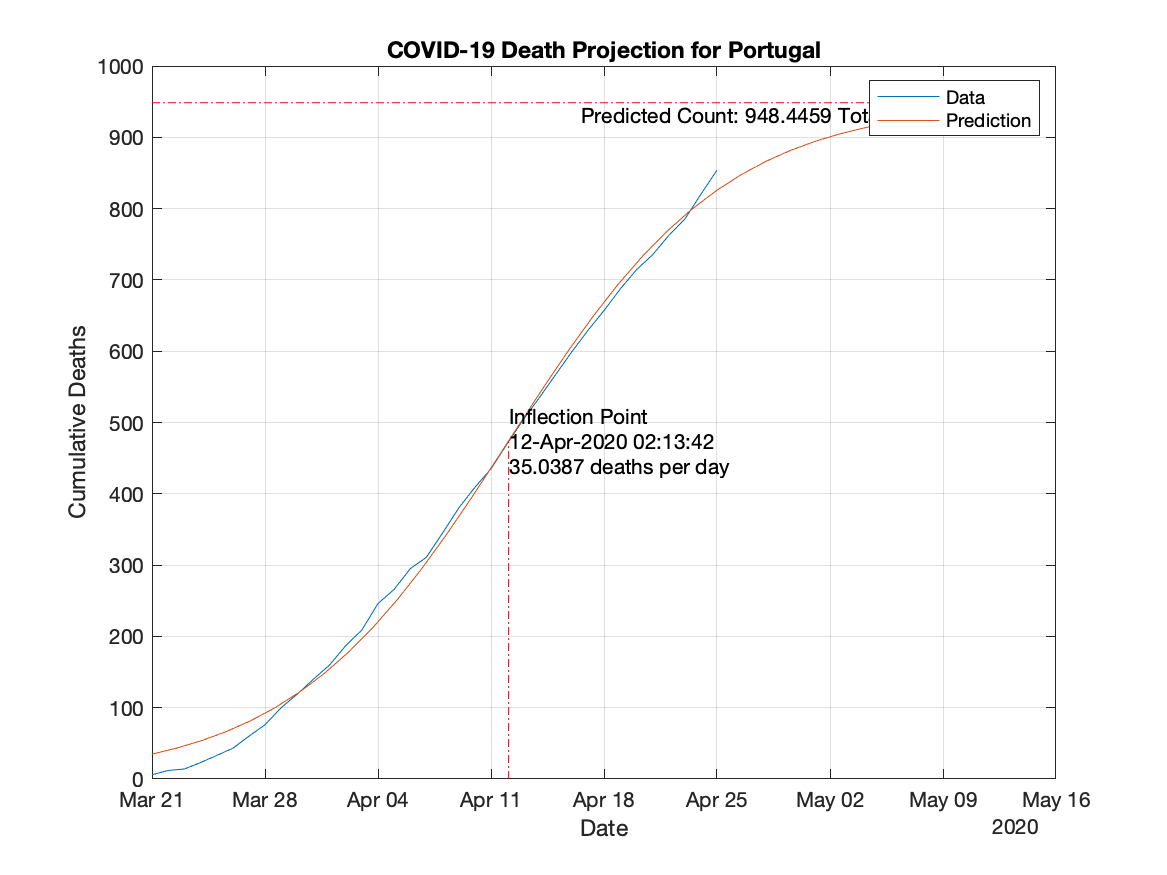 COVID-19 Death Projection for Portugal
1000
900
800
700
600
500
400
300
200
100
0
Cumulative Deaths
Predicted Count: 948.4459
Data
Prediction
Inflection Point
12-Apr-2020 02:13:42
35.0387 deaths per day
Mar 21 Mar 28 Apr 04 Apr 11 Apr 18 Apr 25 May 02 May 09 May 16
Date
2020